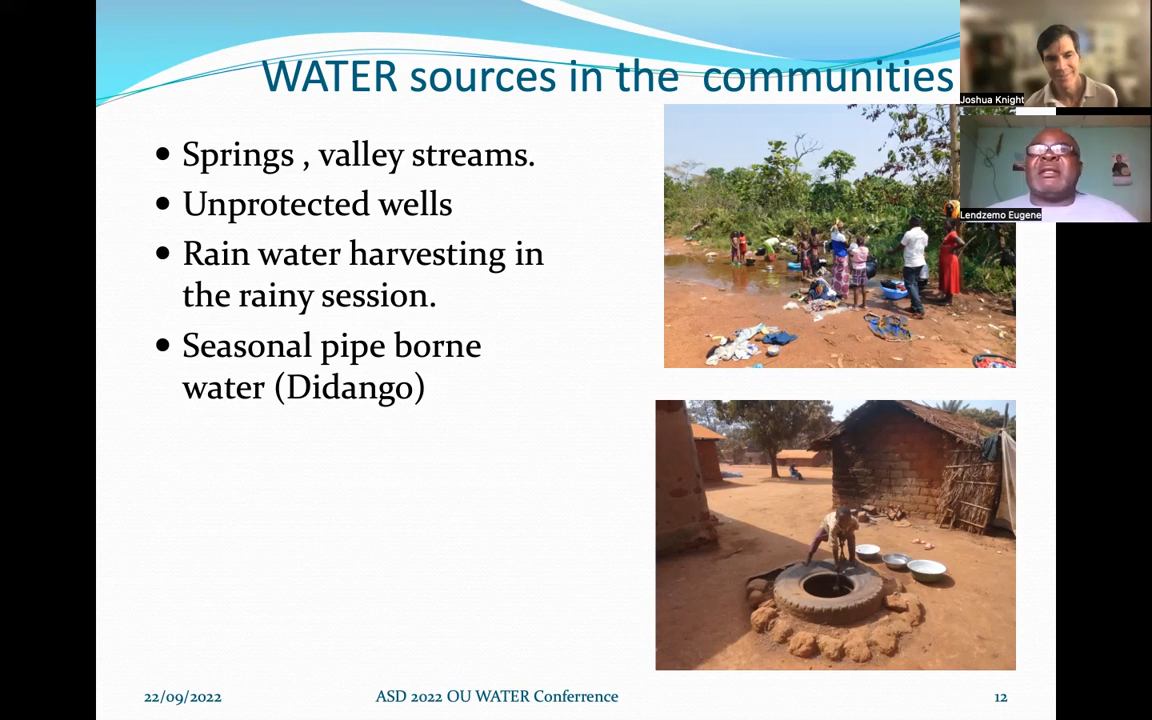 WATER sources in the  communities
• Springs , valley streams.
• Unprotected wells
• Rain water harvesting in
the rainy session.
• Seasonal pipe borne
water (Didango)
Joshua Knight
Lendzemo Eugene
22/09/2022
ASD 2022 OU WATER Conferrence
12